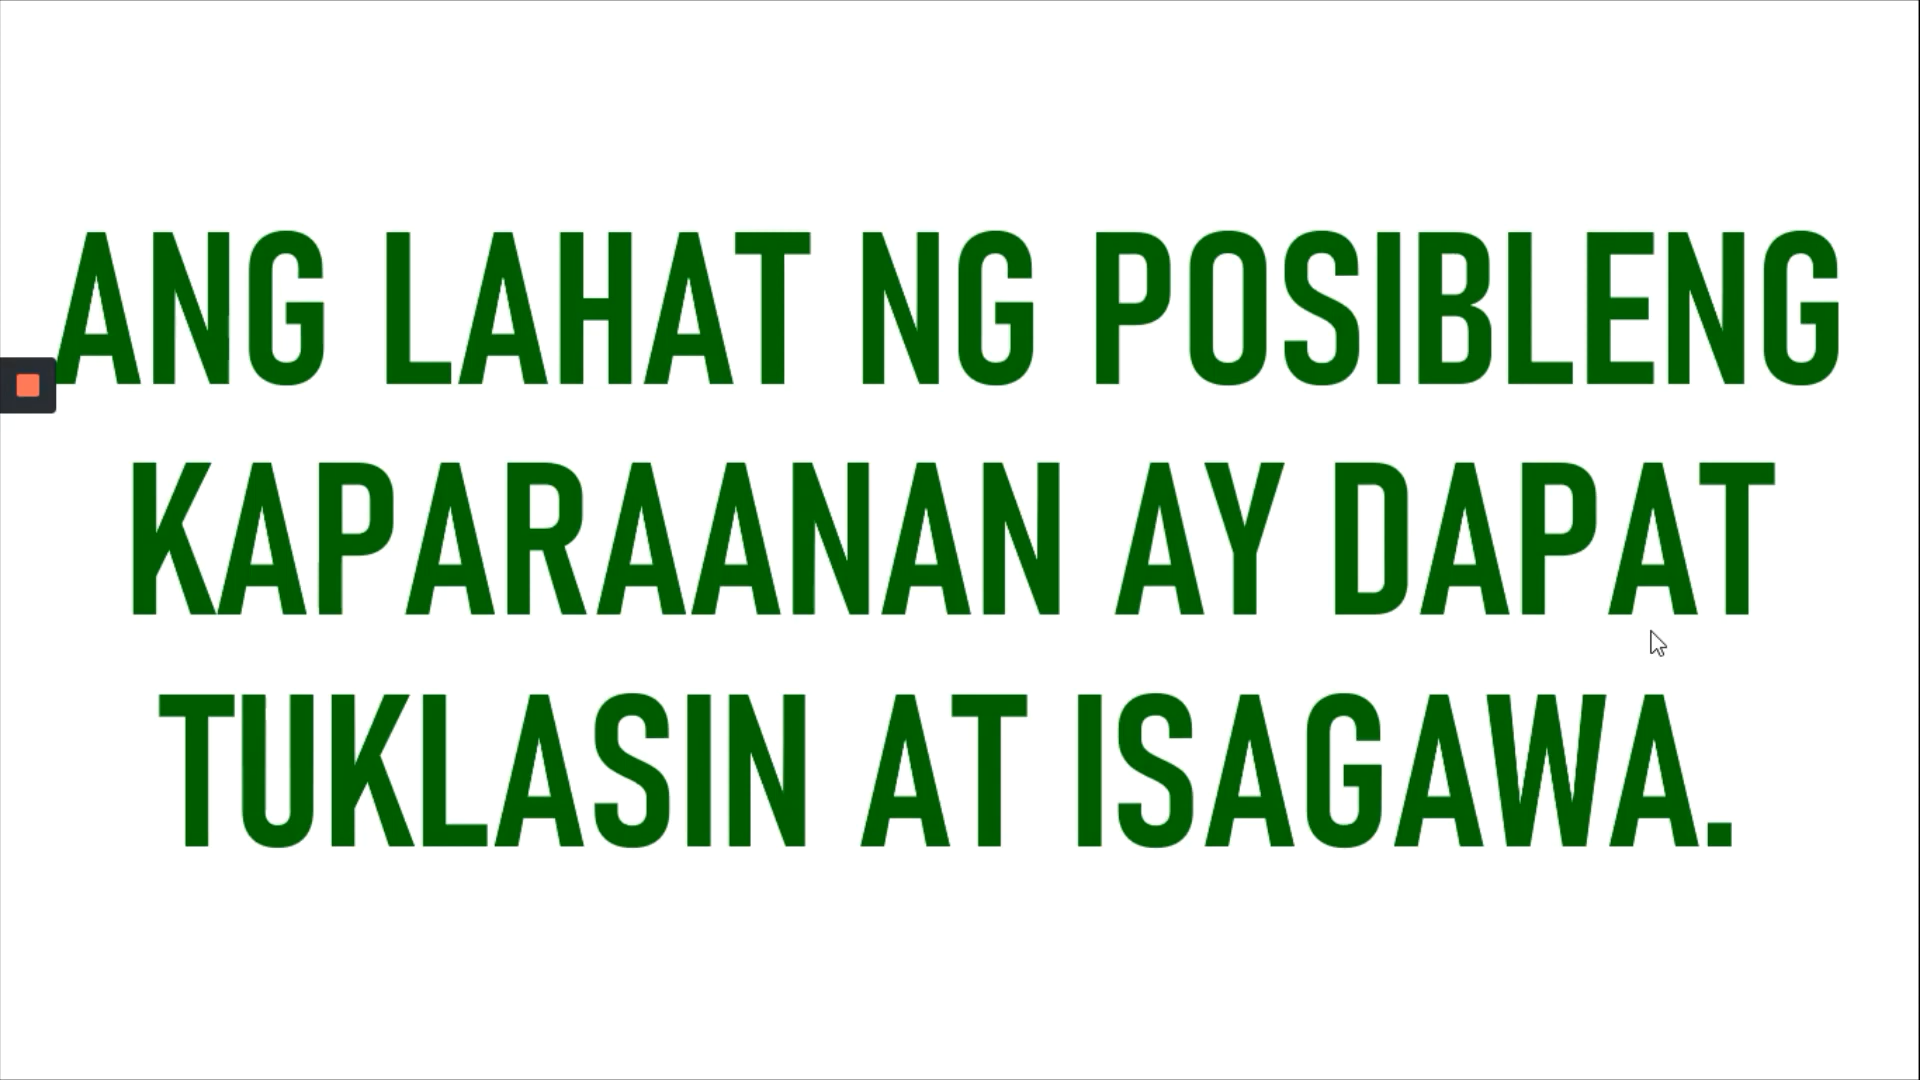 ANG LAHAT NG POSIBLENG
KAPARAANAN AY DAPAT
TUKLASIN AT ISAGAWA.